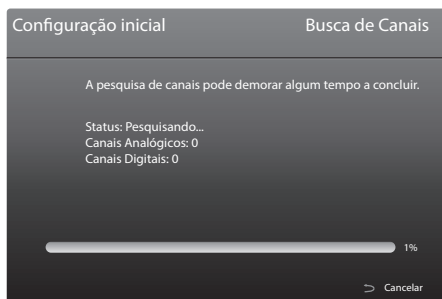 Configuração inicial
Busca de Canais
A pesquisa de canais pode demorar algum tempo a concluir.
Status: Pesquisando...
Canais Analógicos: 0
Canais Digitais: 0
1%
Cancelar